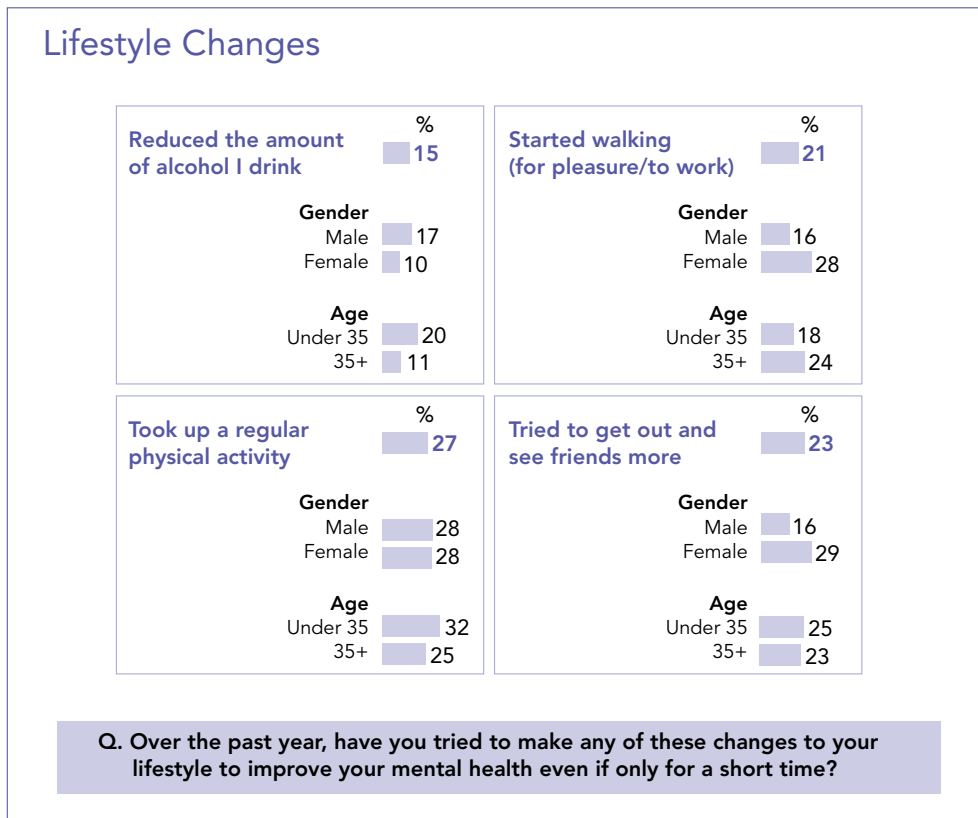 Lifestyle Changes
%
Reduced the amount
of alcohol I drink
15
Gender
Male 17
Female 10
Age
Under 35 20
35+ 11
%
Started walking
(for pleasure/to work)
21
Gender
Male 16
Female 28
Age
Under 35 18
35+ 24
%
Took up a regular
physical activity
27
Gender
Male 28
Female 28
Age
Under 35 32
35+ 25
%
Tried to get out and
see friends more
23
Gender
Male 16
Female 29
Age
Under 35 25
35+ 23
Q. Over the past year, have you tried to make any of these changes to your
lifestyle to improve your mental health even if only for a short time?